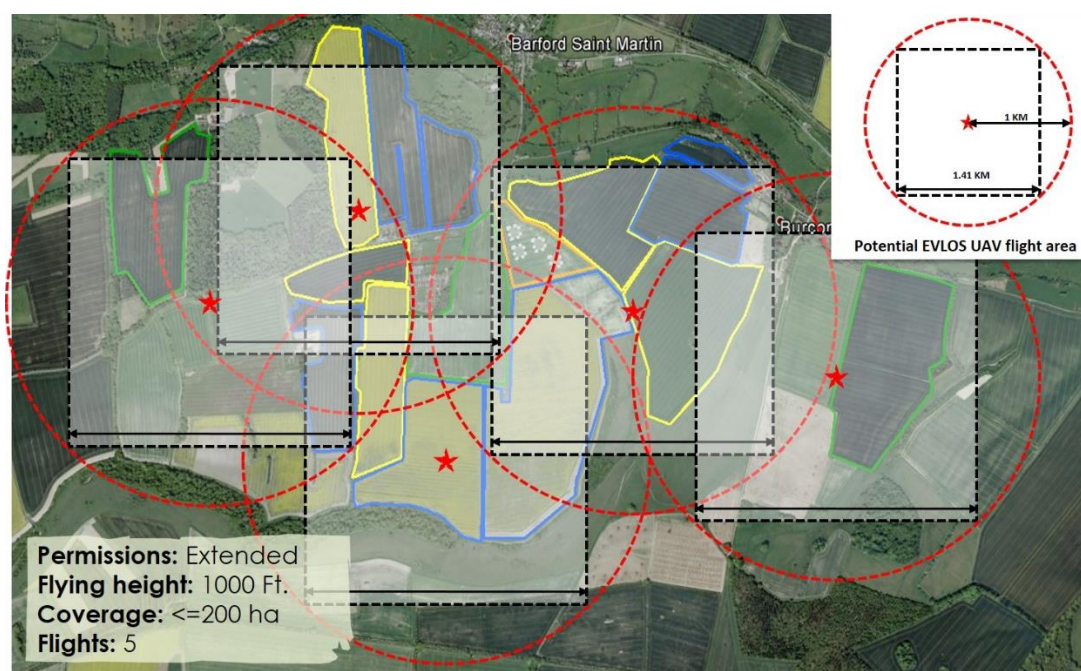 Barford Saint Martin
1 KM
1.41 KM
Burcom
Potential EVLOS UAV flight area
Permissions: Extended
Flying height: 1000 Ft.
Coverage: <=200 ha
Flights: 5